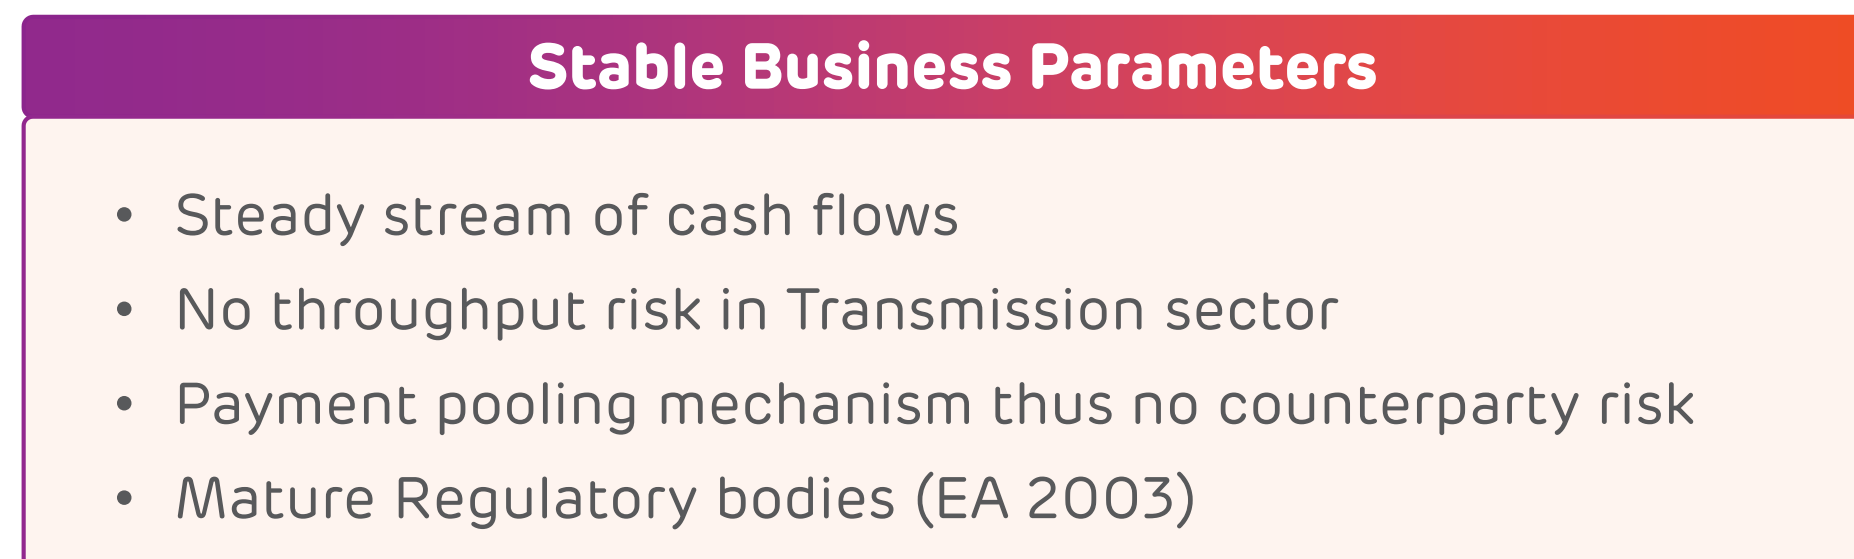 Stable Business Parameters
• Steady stream of cash flows
• No throughput risk in Transmission sector
• Payment pooling mechanism thus no counterparty risk
• Mature Regulatory bodies (EA 2003)